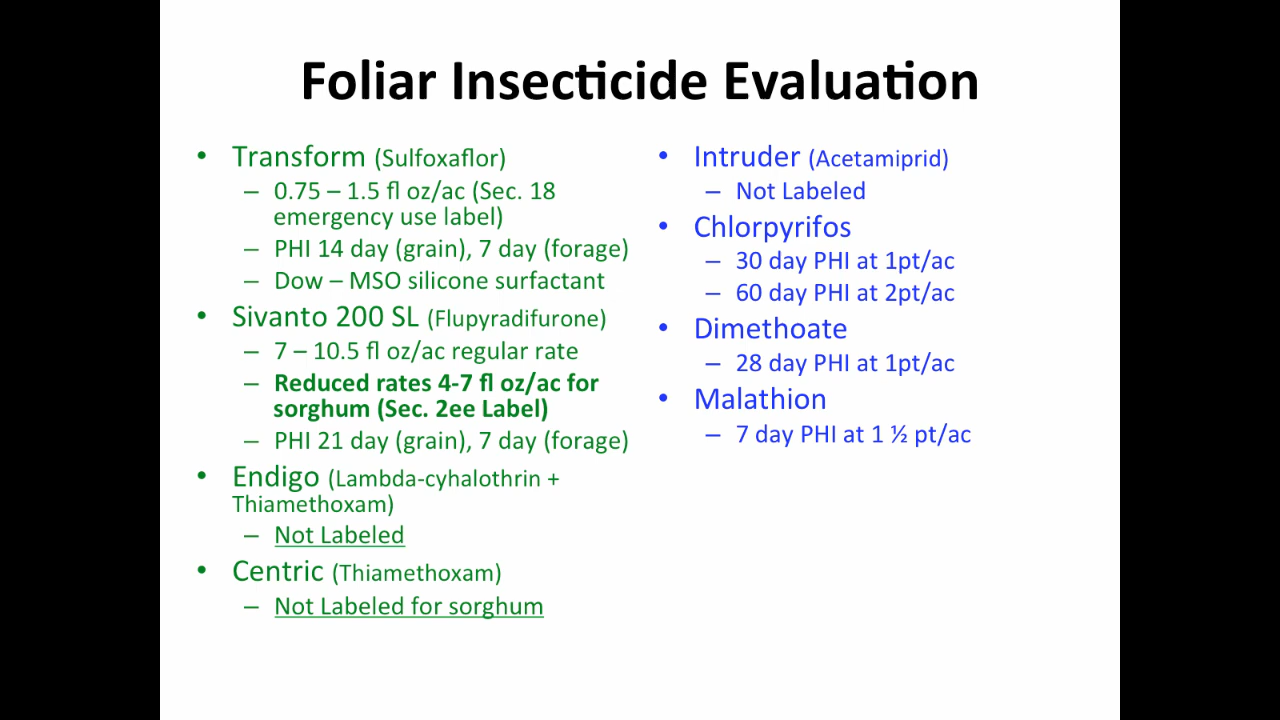 Foliar Insecticide Evaluation
• Transform (Sulfoxaflor)
– 0.75 – 1.5 fl oz/ac (Sec. 18
emergency use label)
– PHI 14 day (grain), 7 day (forage)
– Dow – MSO silicone surfactant
• Sivanto 200 SL (Flupyradifurone)
– 7 – 10.5 fl oz/ac regular rate
– Reduced rates 4-7 fl oz/ac for
sorghum (Sec. 2ee Label)
– PHI 21 day (grain), 7 day (forage)
• Endigo (Lambda-cyhalothrin +
Thiamethoxam)
– Not Labeled
• Centric (Thiamethoxam)
– Not Labeled for sorghum
• Intruder (Acetamiprid)
– Not Labeled
• Chlorpyrifos
– 30 day PHI at 1pt/ac
– 60 day PHI at 2pt/ac
• Dimethoate
– 28 day PHI at 1pt/ac
• Malathion
– 7 day PHI at 1 ½ pt/ac